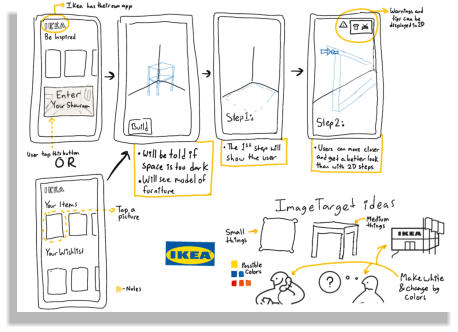 Ikea has their own app
IKEA
Be Inspired
Enter
Your Showroom
User tap this button
OR
IKEA
Your Items
Your Wishlist
Tap a
picture
- Notes
Build
• Will be told if
space is too dark
• Will see model of
furniture
Step 1:
• The 1st step will
show the user
Warnings and
tips can be
displayed in 2D
Step 2:
• Users can move closer
and get a better look
than with 2D steps
ImageTarget ideas
Small
things
Medium
things
IKEA
IKEA
Possible
Colors
?
Make white
& change by
colors